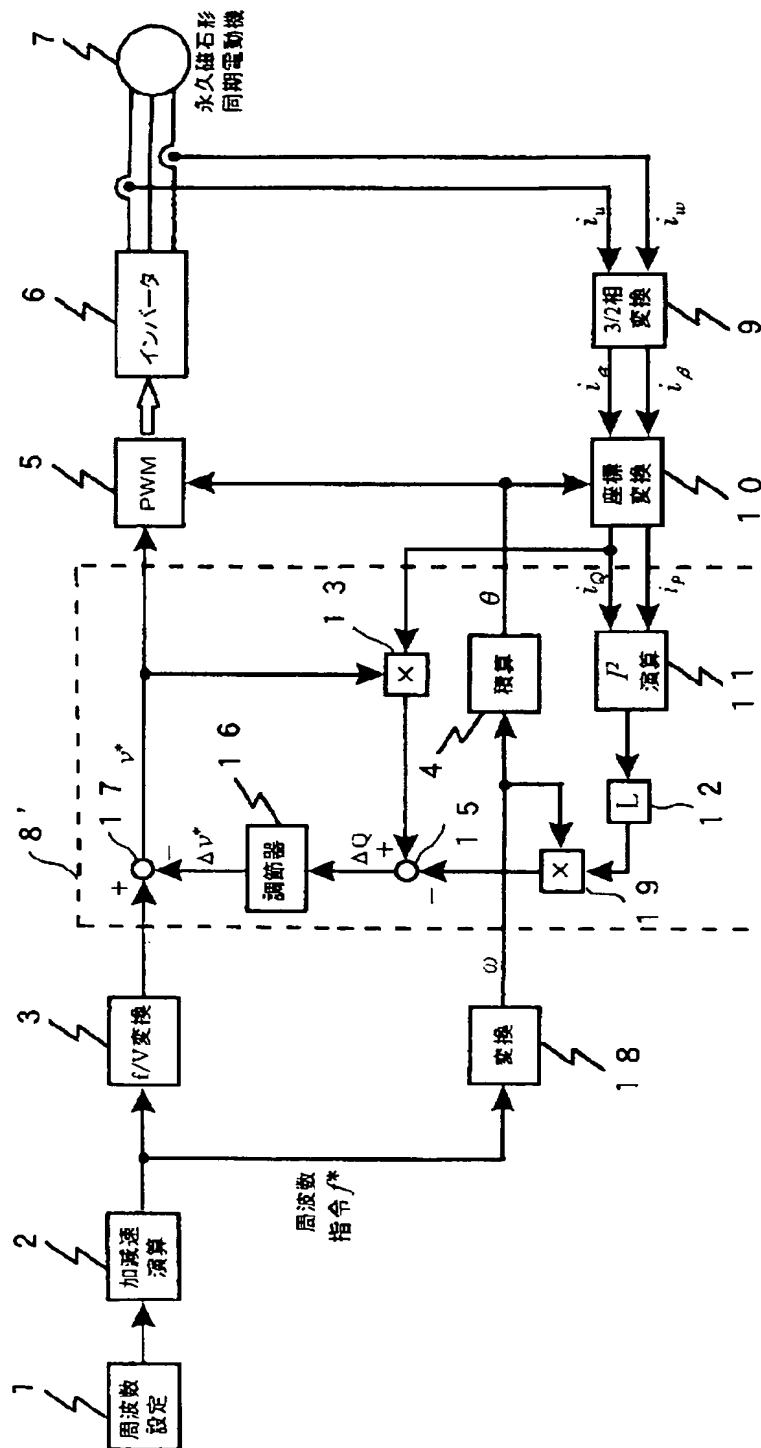 1
周波数
設定
2
加減速
演算
3
f/V変換
周波数
指令 f*
変換
18
ω
8'
+
−
17
v*
Δv*
調節器
16
ΔQ
+
−
15
×
13
4
積算
θ
×
19
L
12
I²
演算
11
i_Q
i_P
座標
変換
10
i_α
i_β
3/2相
変換
9
i_u
i_w
5
PWM
6
インバータ
7
永久磁石形
同期電動機